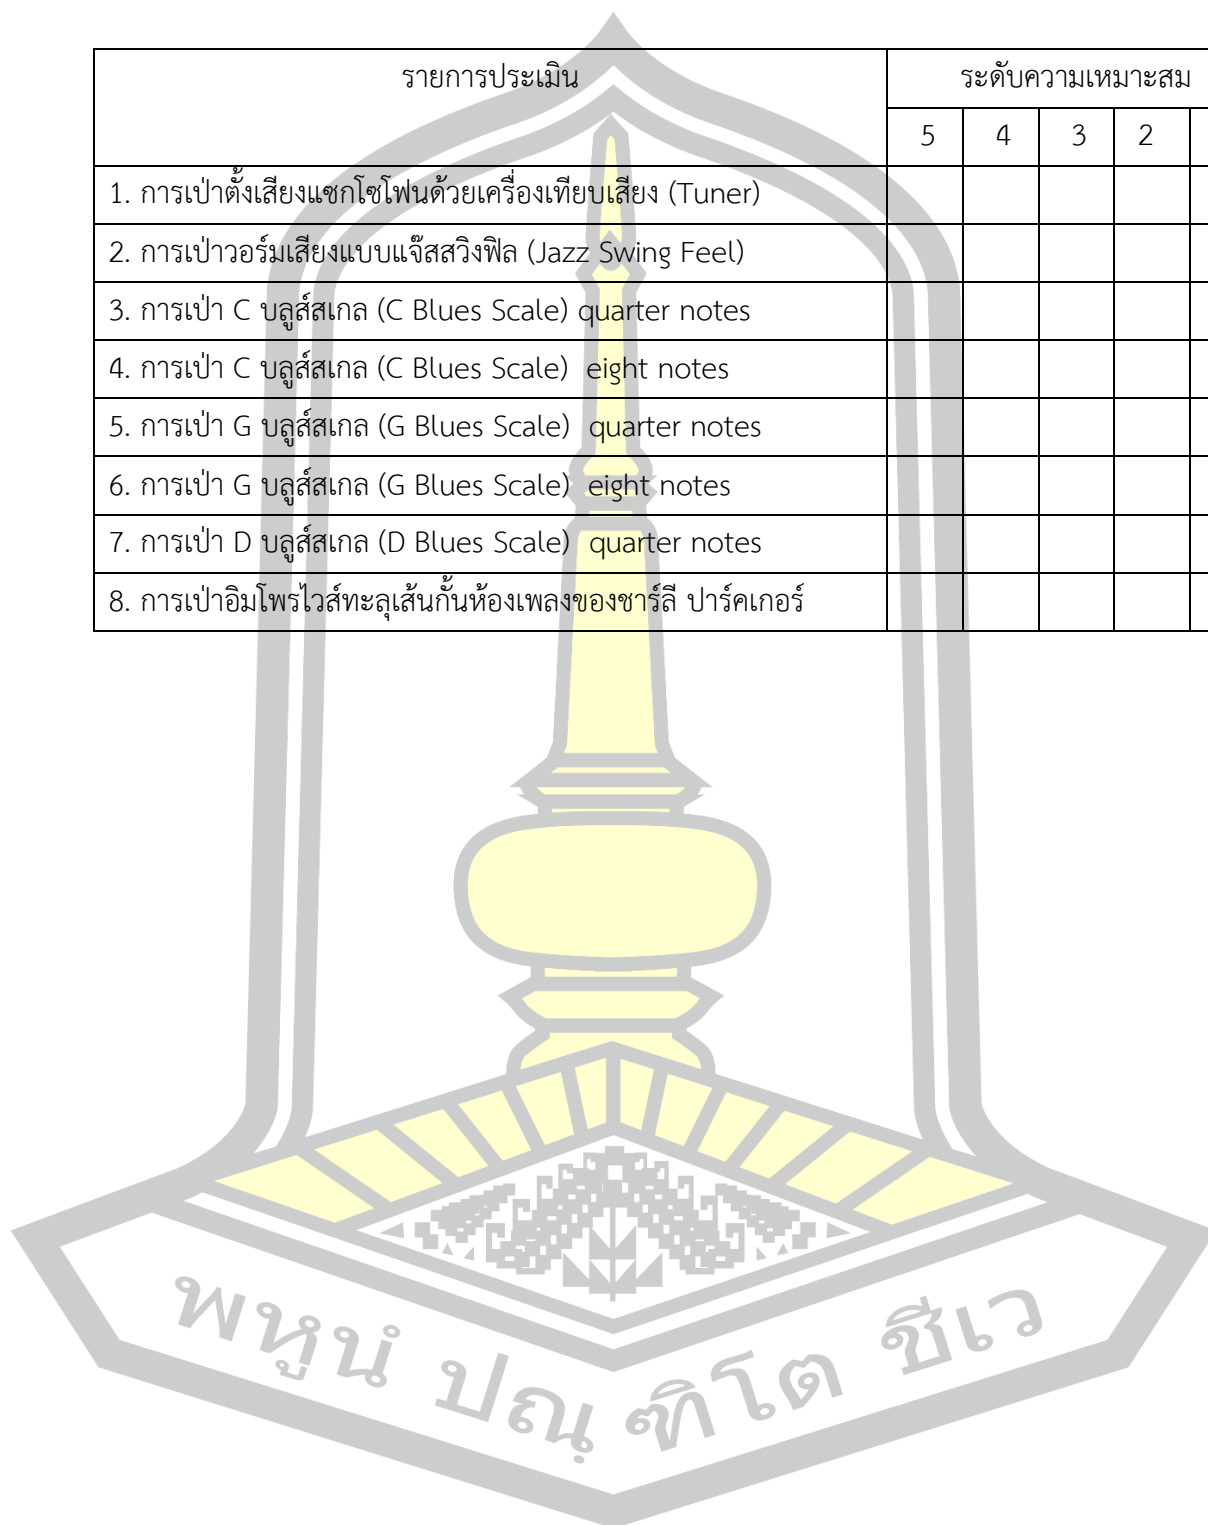 รายการประเมิน ระดับความเหมาะสม
5 4 3 2
1. การเป่าตั้งเสียงแซกโซโฟนด้วยเครื่องเทียบเสียง (Tuner)
2. การเป่าวอร์มเสียงแบบแจ๊สสวิงฟิล (Jazz Swing Feel)
3. การเป่า C บลูส์สเกล (C Blues Scale) quarter notes
4. การเป่า C บลูส์สเกล (C Blues Scale) eight notes
5. การเป่า G บลูส์สเกล (G Blues Scale) quarter notes
6. การเป่า G บลูส์สเกล (G Blues Scale) eight notes
7. การเป่า D บลูส์สเกล (D Blues Scale) quarter notes
8. การเป่าอิมโพรไวส์ทะลุเส้นกั้นห้องเพลงของชาร์ลี ปาร์คเกอร์
พหูนํ ปณฺ ฑิโต ชีเว